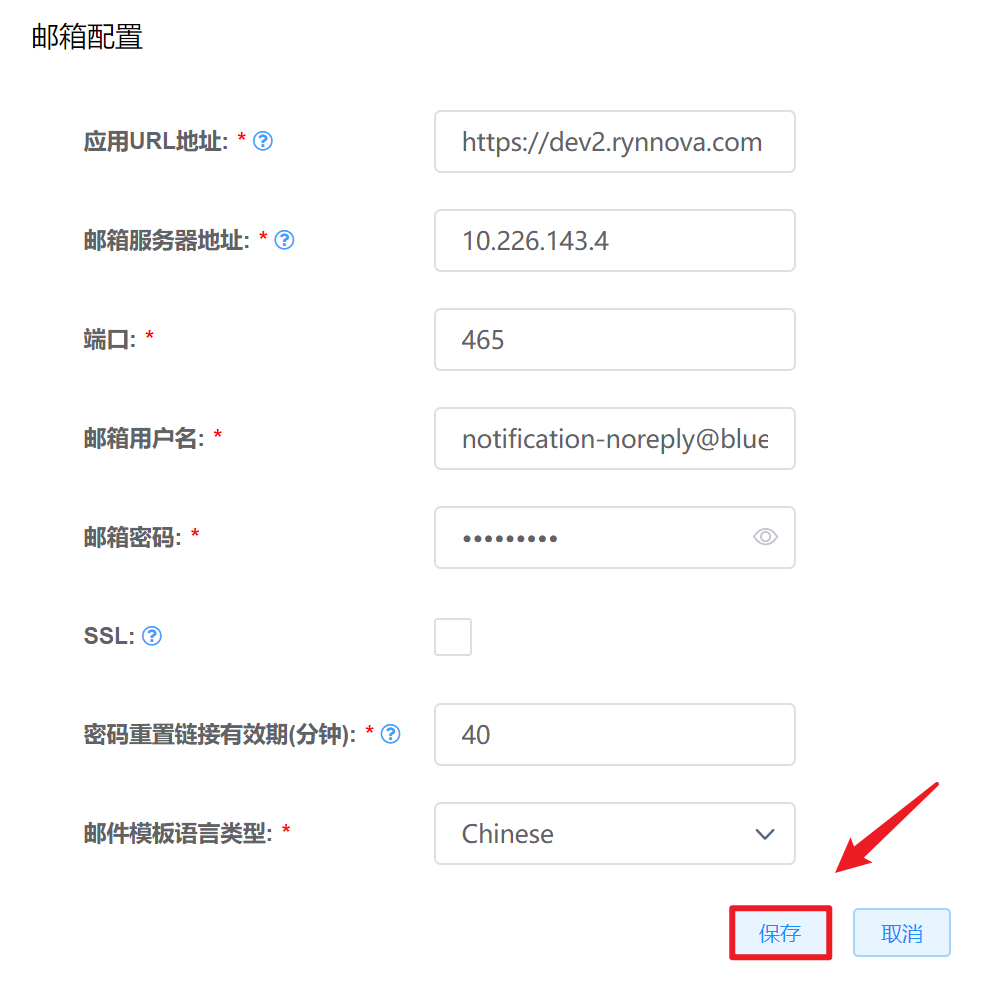 邮箱配置
应用URL地址: * ?
https://dev2.rynnova.com
邮箱服务器地址: * ?
10.226.143.4
端口: *
465
邮箱用户名: *
notification-noreply@blue
邮箱密码: *
•••••••••
SSL: ?
密码重置链接有效期(分钟): * ?
40
邮件模板语言类型: *
Chinese
保存
取消